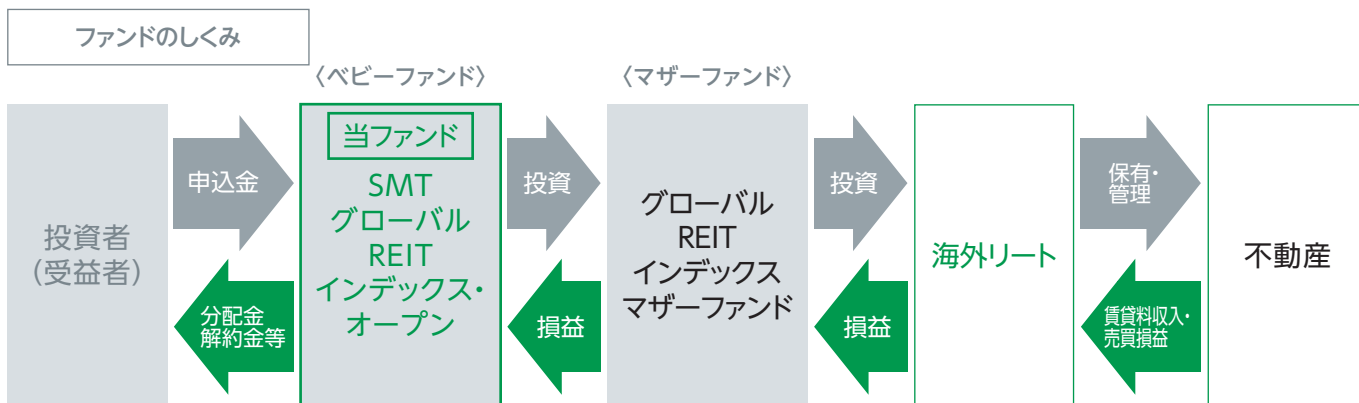 ファンドのしくみ
〈ベビーファンド〉
〈マザーファンド〉
投資者
(受益者)
申込金
分配金
解約金等
当ファンド
SMT
グローバル
REIT
インデックス・
オープン
投資
損益
グローバル
REIT
インデックス
マザーファンド
投資
損益
海外リート
保有・
管理
賃貸料収入・
売買損益
不動産